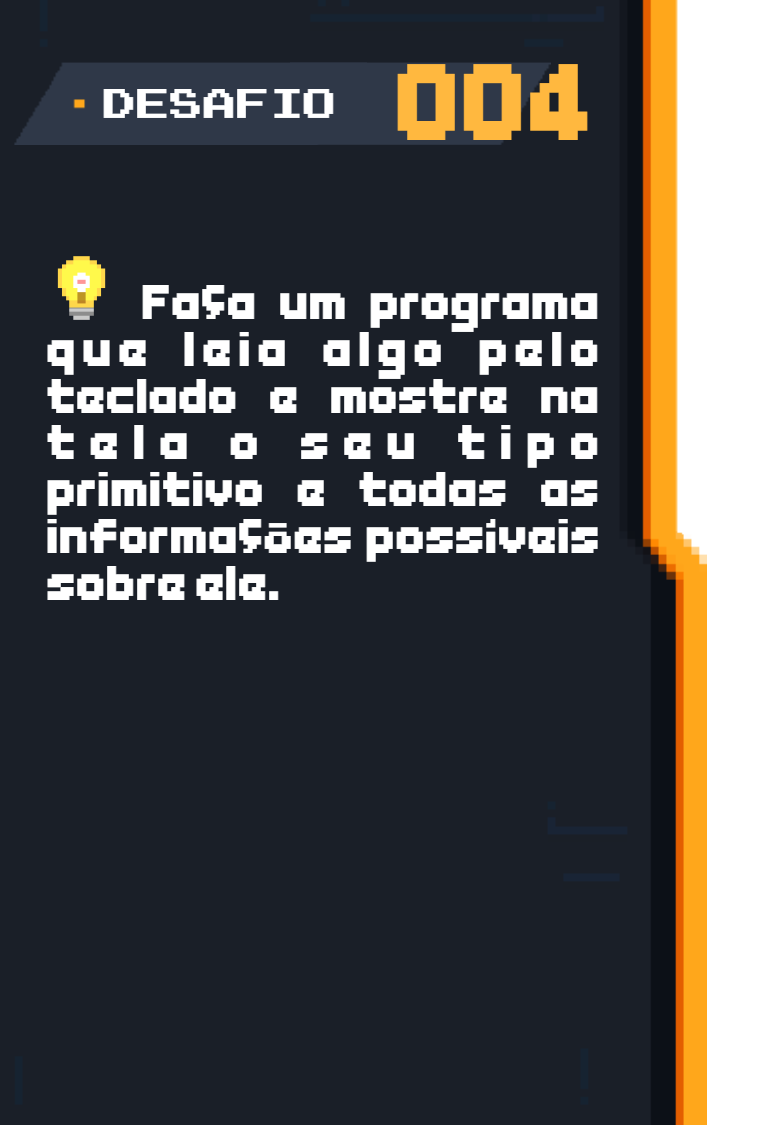 DESAFIO 004
Faça um programa
que leia algo pelo
teclado e mostre na
tela o seu tipo
primitivo e todas as
informações possíveis
sobre ele.